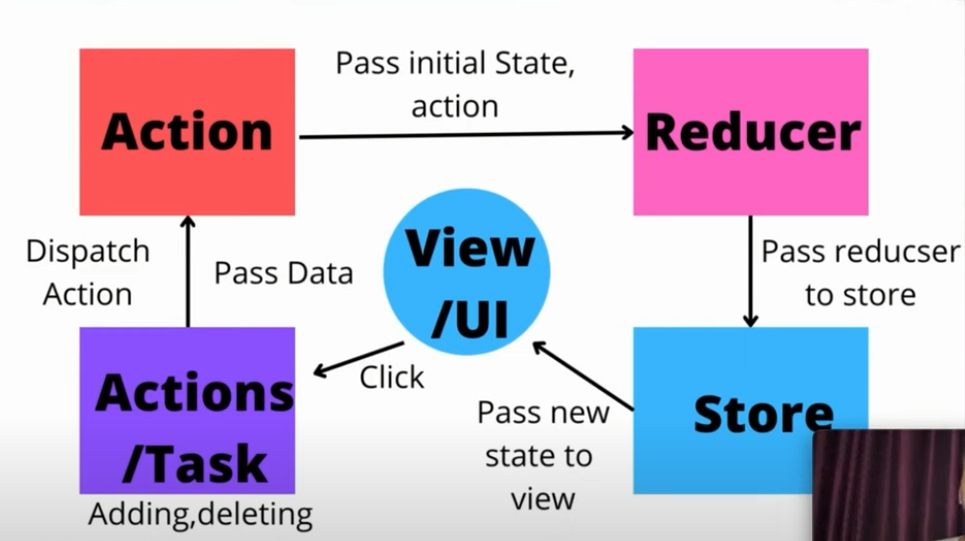 Pass initial State,
action
Action
Reducer
Dispatch
Action
Pass Data
View
/UI
Pass reducser
to store
Click
Actions
/Task
Adding,deleting
Pass new
state to
view
Store